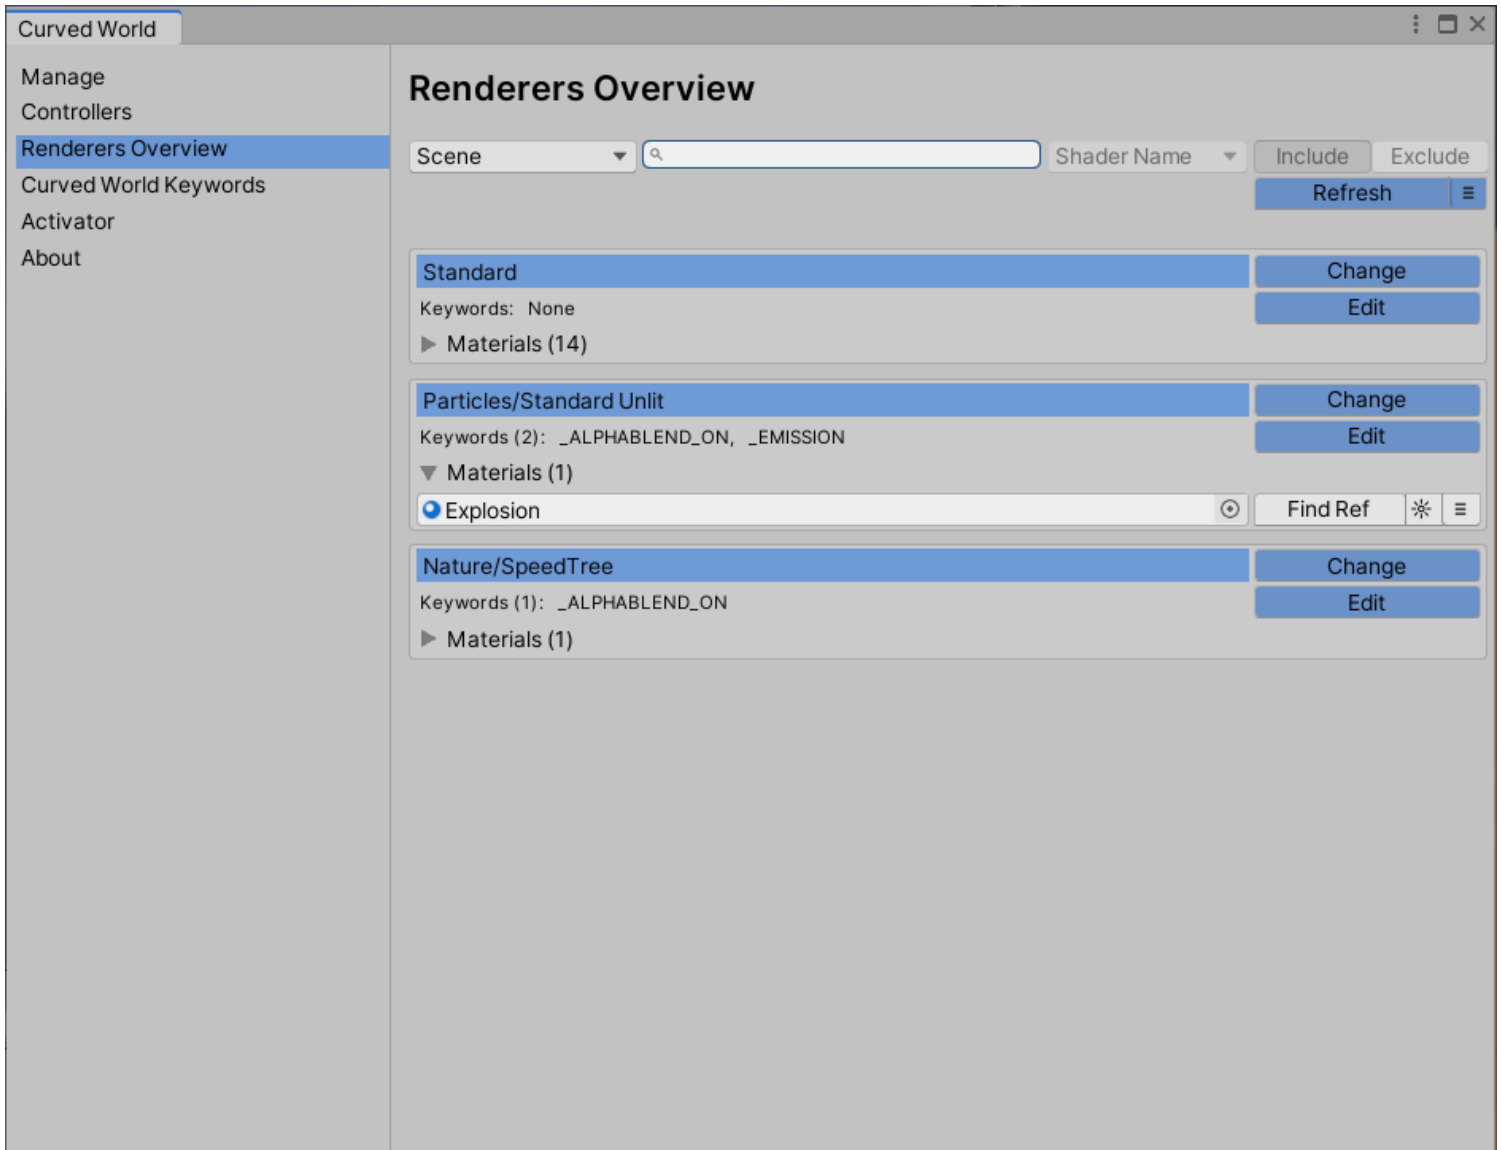 Curved World
Manage
Controllers
Renderers Overview
Curved World Keywords
Activator
About
Renderers Overview
Scene Shader Name Include Exclude
Refresh
Standard Change
Keywords: None Edit
Materials (14)
Particles/Standard Unlit Change
Keywords (2): _ALPHABLEND_ON, _EMISSION Edit
Materials (1)
Explosion Find Ref
Nature/SpeedTree Change
Keywords (1): _ALPHABLEND_ON Edit
Materials (1)